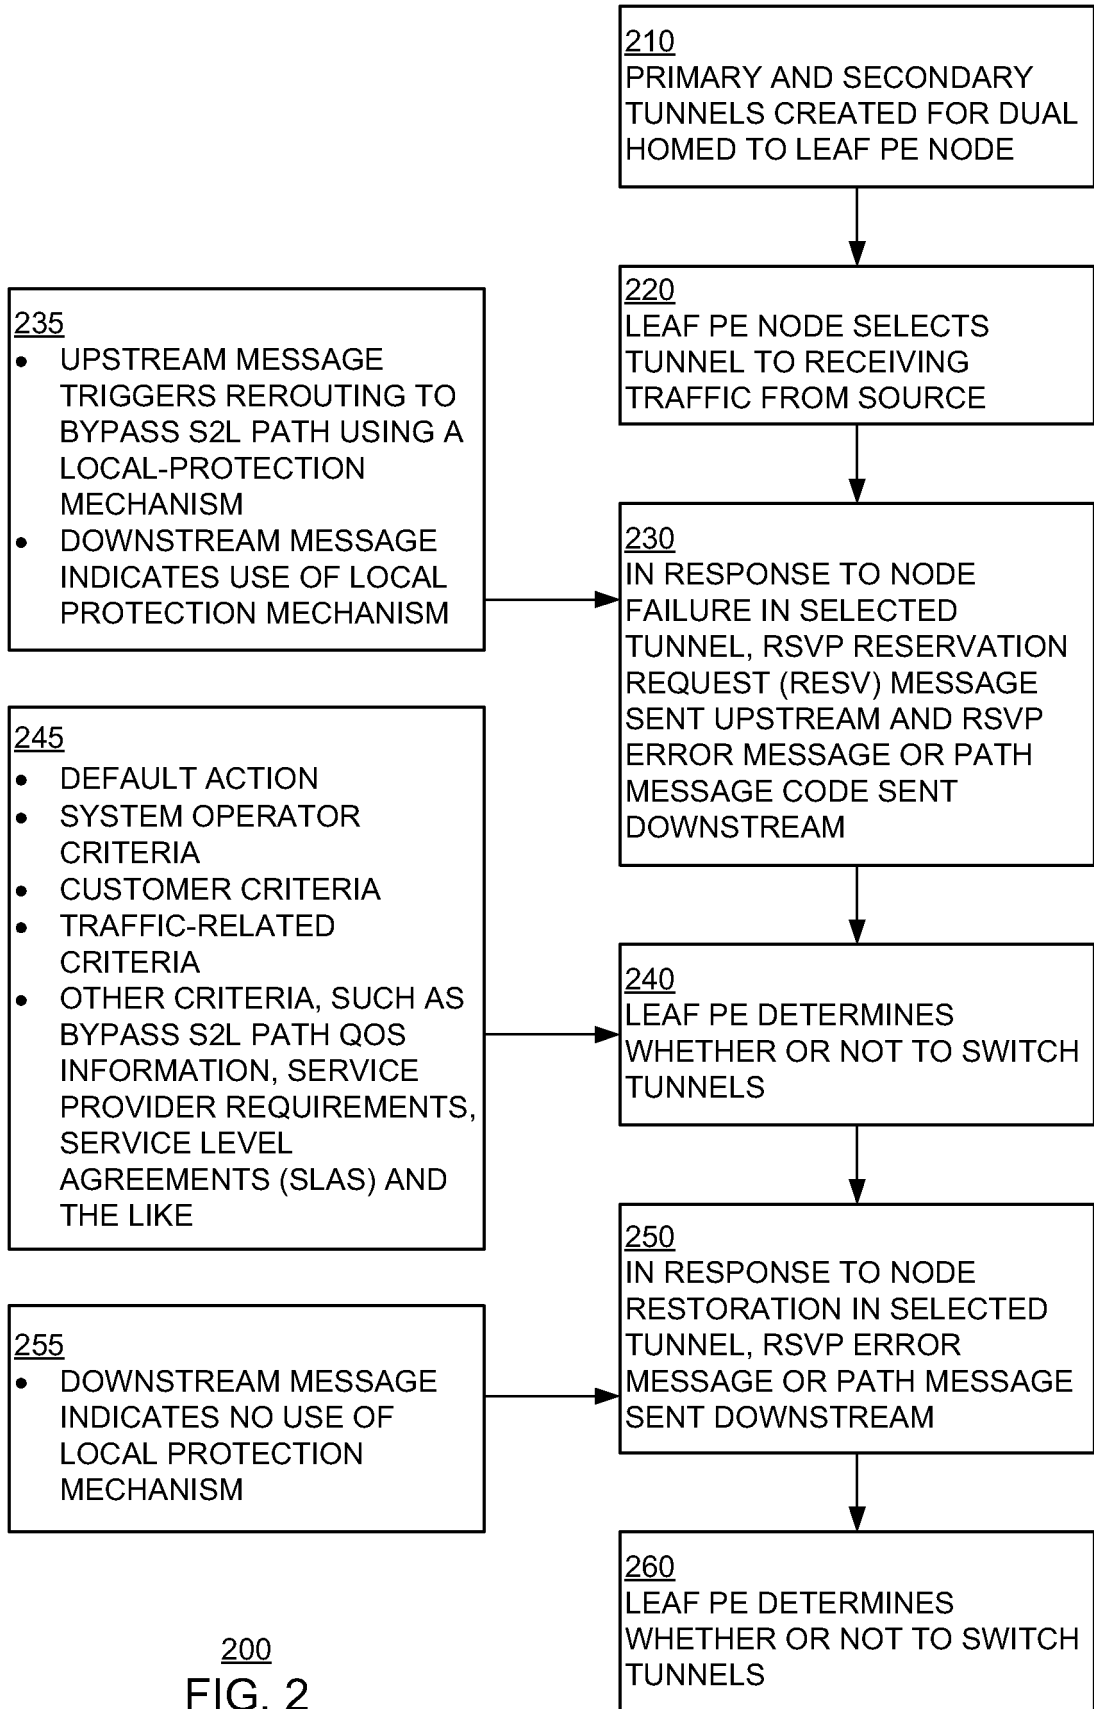 210
PRIMARY AND SECONDARY
TUNNELS CREATED FOR DUAL
HOMED TO LEAF PE NODE
220
LEAF PE NODE SELECTS
TUNNEL TO RECEIVING
TRAFFIC FROM SOURCE
235
• UPSTREAM MESSAGE
TRIGGERS REROUTING TO
BYPASS S2L PATH USING A
LOCAL-PROTECTION
MECHANISM
• DOWNSTREAM MESSAGE
INDICATES USE OF LOCAL
PROTECTION MECHANISM
230
IN RESPONSE TO NODE
FAILURE IN SELECTED
TUNNEL, RSVP RESERVATION
REQUEST (RESV) MESSAGE
SENT UPSTREAM AND RSVP
ERROR MESSAGE OR PATH
MESSAGE CODE SENT
DOWNSTREAM
245
• DEFAULT ACTION
• SYSTEM OPERATOR
CRITERIA
• CUSTOMER CRITERIA
• TRAFFIC-RELATED
CRITERIA
• OTHER CRITERIA, SUCH AS
BYPASS S2L PATH QOS
INFORMATION, SERVICE
PROVIDER REQUIREMENTS,
SERVICE LEVEL
AGREEMENTS (SLAS) AND
THE LIKE
240
LEAF PE DETERMINES
WHETHER OR NOT TO SWITCH
TUNNELS
250
IN RESPONSE TO NODE
RESTORATION IN SELECTED
TUNNEL, RSVP ERROR
MESSAGE OR PATH MESSAGE
SENT DOWNSTREAM
255
• DOWNSTREAM MESSAGE
INDICATES NO USE OF
LOCAL PROTECTION
MECHANISM
260
LEAF PE DETERMINES
WHETHER OR NOT TO SWITCH
TUNNELS
200
FIG. 2